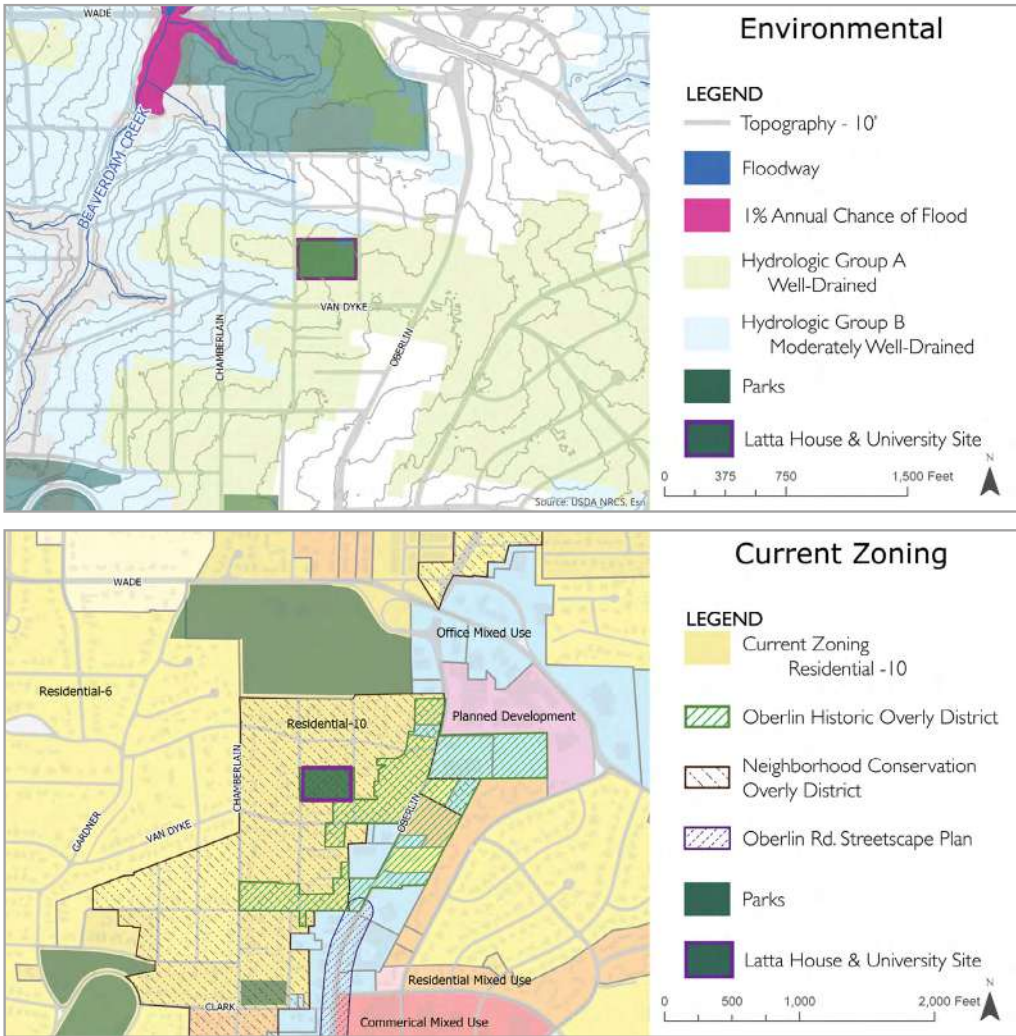 WADE
BEAVERDAM CREEK
VAN DYKE
CHAMBERLAIN
OBERLIN
Source: USDA NRCS, Esri
Environmental
LEGEND
Topography - 10'
Floodway
1% Annual Chance of Flood
Hydrologic Group A
Well-Drained
Hydrologic Group B
Moderately Well-Drained
Parks
Latta House & University Site
N
0 375 750 1,500 Feet
WADE
Office Mixed Use
Residential-6
Residential-10
Planned Development
CHAMBERLAIN
OBERLIN
GARDNER
VAN DYKE
Residential Mixed Use
CLARK
Commerical Mixed Use
Current Zoning
LEGEND
Current Zoning
Residential -10
Oberlin Historic Overly District
Neighborhood Conservation
Overly District
Oberlin Rd. Streetscape Plan
Parks
Latta House & University Site
N
0 500 1,000 2,000 Feet